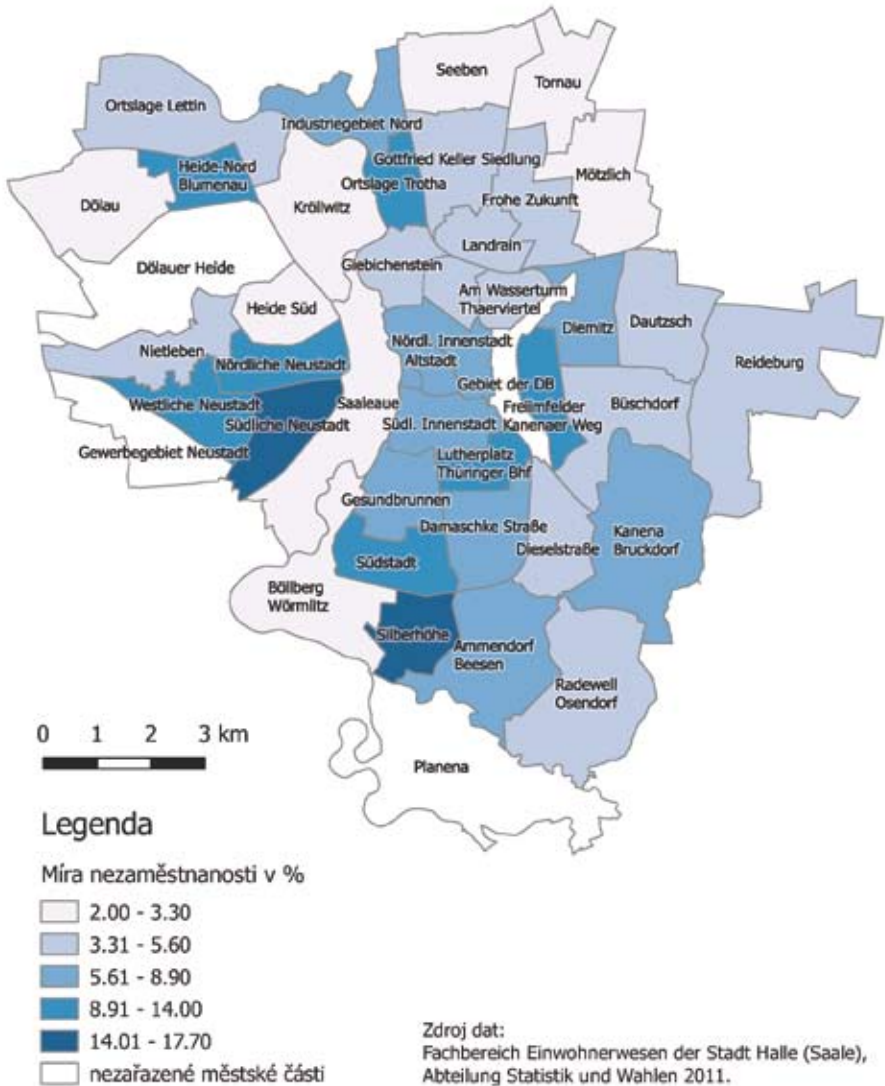 Seeben
Tornau
Ortslage Lettin
Industriegebiet Nord
Gottfried Keller Siedlung
Heide-Nord
Blumenau
Ortslage Trotha
Mötzlich
Dölau
Kröllwitz
Frohe Zukunft
Landrain
Dölauer Heide
Giebichenstein
Am Wasserturm
Thaerviertel
Heide Süd
Diemitz
Dautzsch
Nietleben
Nördl. Innenstadt
Altstadt
Reideburg
Nördliche Neustadt
Gebiet der DB
Westliche Neustadt
Saaleaue
Freiimfelder
Kanenaer Weg
Büschdorf
Südliche Neustadt
Südl. Innenstadt
Gewerbegebiet Neustadt
Lutherplatz
Thüringer Bhf
Gesundbrunnen
Damaschke Straße
Dieselstraße
Kanena
Bruckdorf
Südstadt
Böllberg
Wörmlitz
Silberhöhe
Ammendorf
Beesen
Radewell
Osendorf
Planena
0 1 2 3 km
Legenda
Míra nezaměstnanosti v %
2.00 - 3.30
3.31 - 5.60
5.61 - 8.90
8.91 - 14.00
14.01 - 17.70
nezařazené městské části
Zdroj dat:
Fachbereich Einwohnerwesen der Stadt Halle (Saale),
Abteilung Statistik und Wahlen 2011.